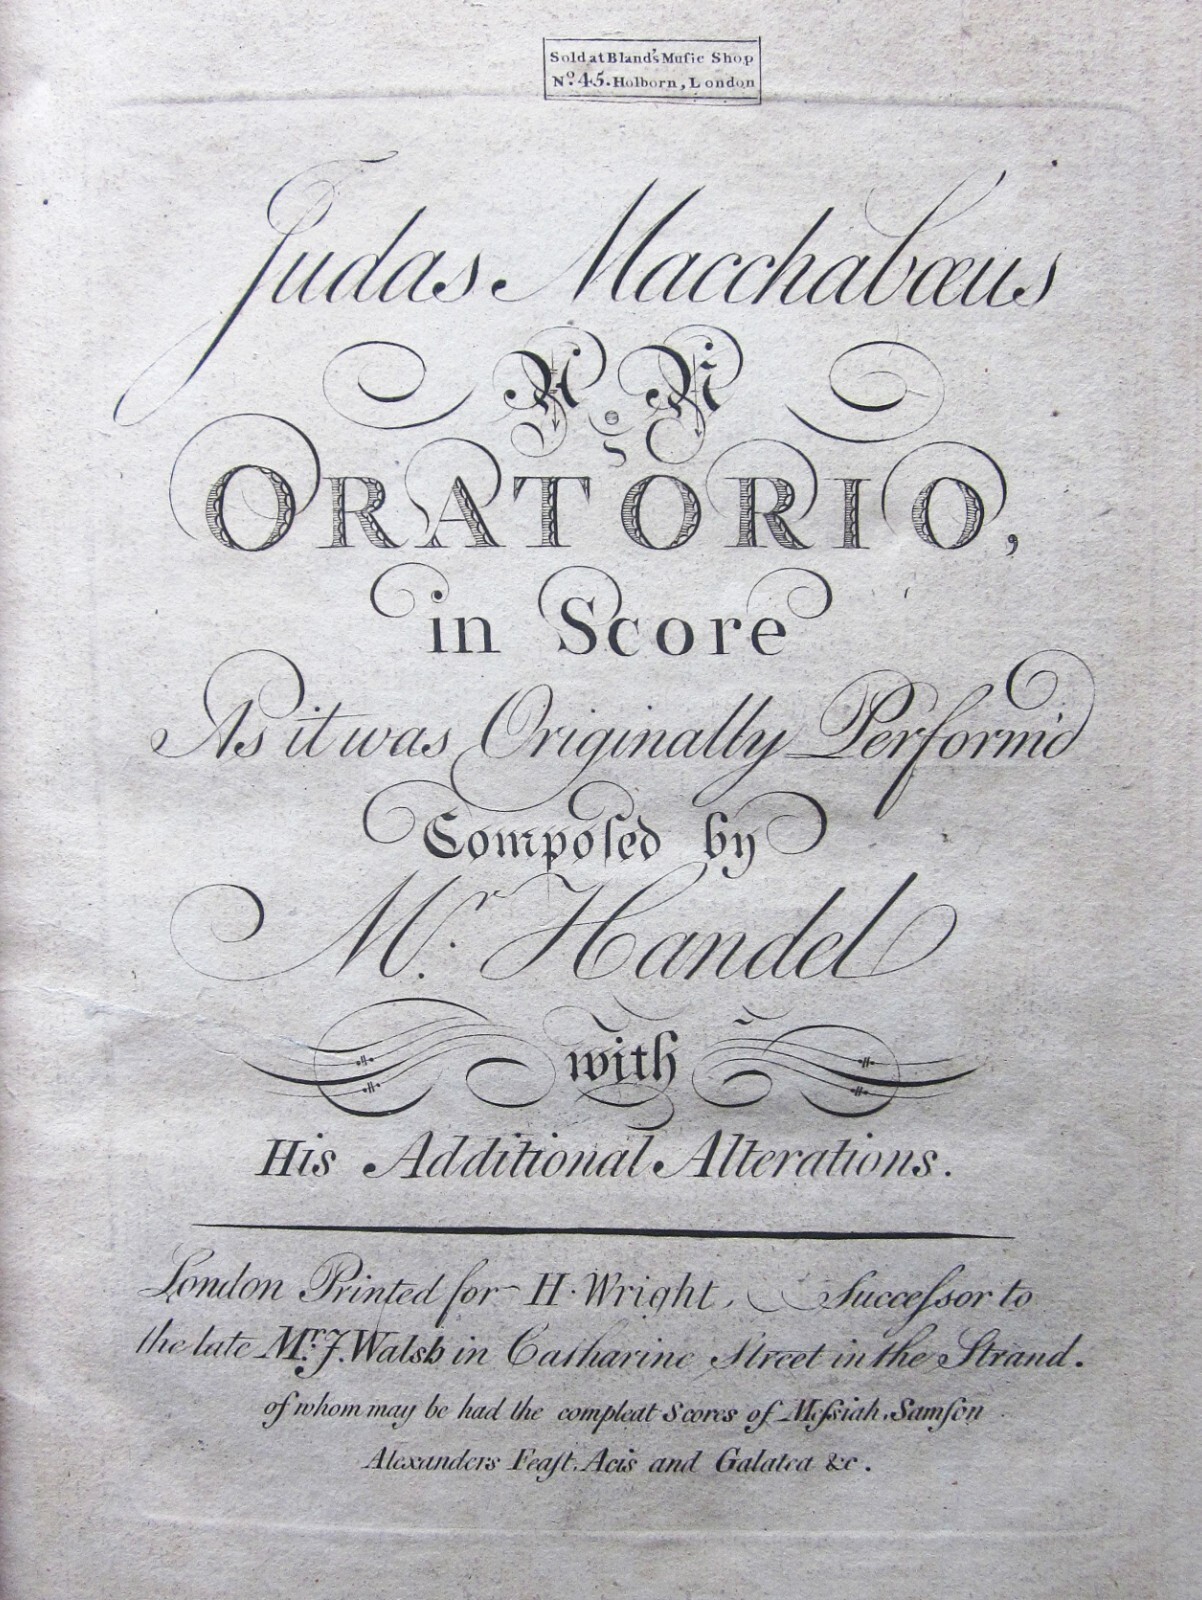 Sold at Bland's Muſic Shop
Nº. 45. Holborn, London
Judas Macchabœus
AN
ORATORIO,
in Score
As it was Originally Perform'd
Compoſed by
Mr. Handel
with
His Additional Alterations.
London Printed for H. Wright, Succeſsor to
the late Mr. J. Walsh in Catharine Street in the Strand.
of whom may be had the compleat Scores of Meſsiah, Samſon
Alexanders Feaſt, Acis and Galatea &c.